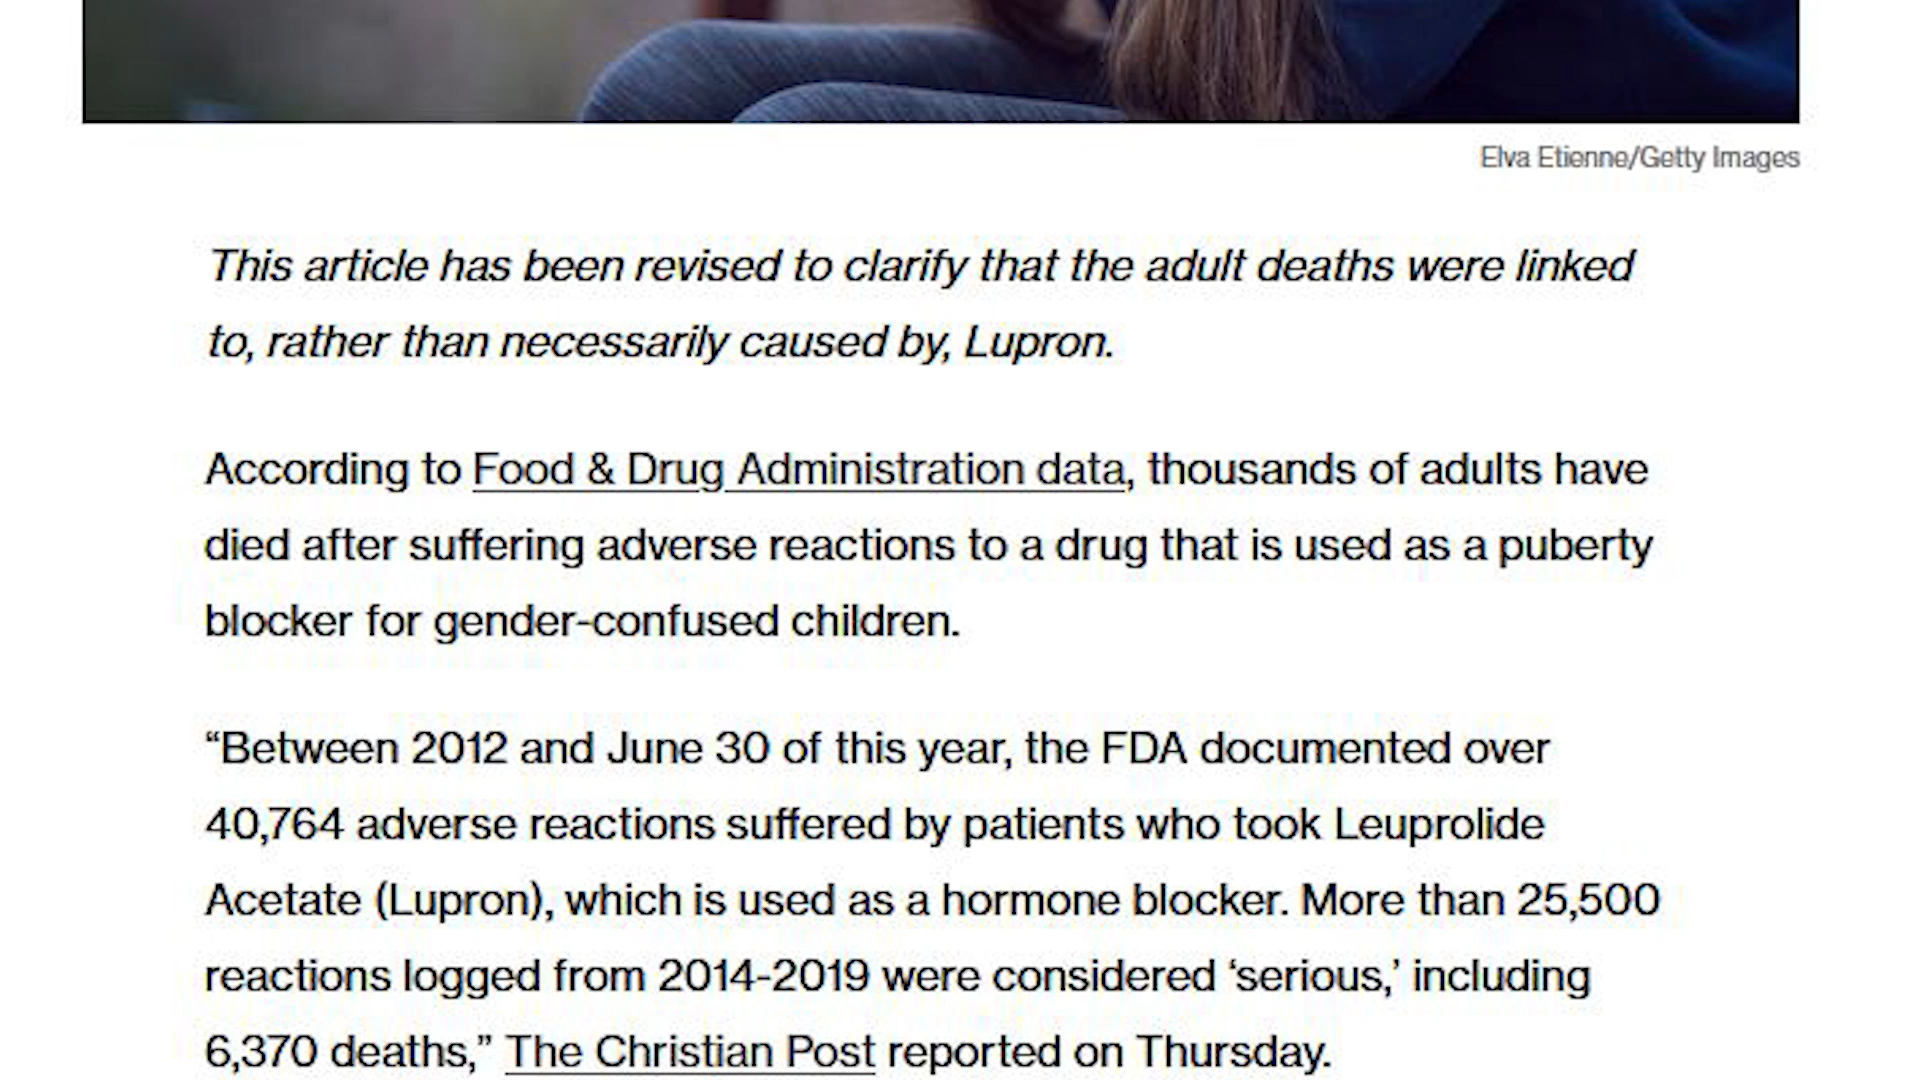 Elva Etienne/Getty Images
This article has been revised to clarify that the adult deaths were linked
to, rather than necessarily caused by, Lupron.
According to Food & Drug Administration data, thousands of adults have
died after suffering adverse reactions to a drug that is used as a puberty
blocker for gender-confused children.
“Between 2012 and June 30 of this year, the FDA documented over
40,764 adverse reactions suffered by patients who took Leuprolide
Acetate (Lupron), which is used as a hormone blocker. More than 25,500
reactions logged from 2014-2019 were considered ‘serious,’ including
6,370 deaths,” The Christian Post reported on Thursday.